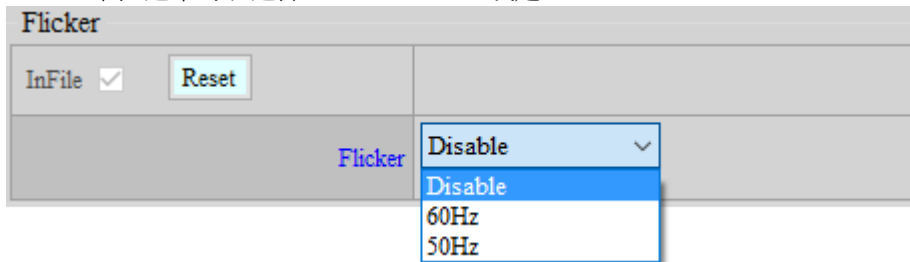 Flicker
InFile
Reset
Flicker
Disable
Disable
60Hz
50Hz